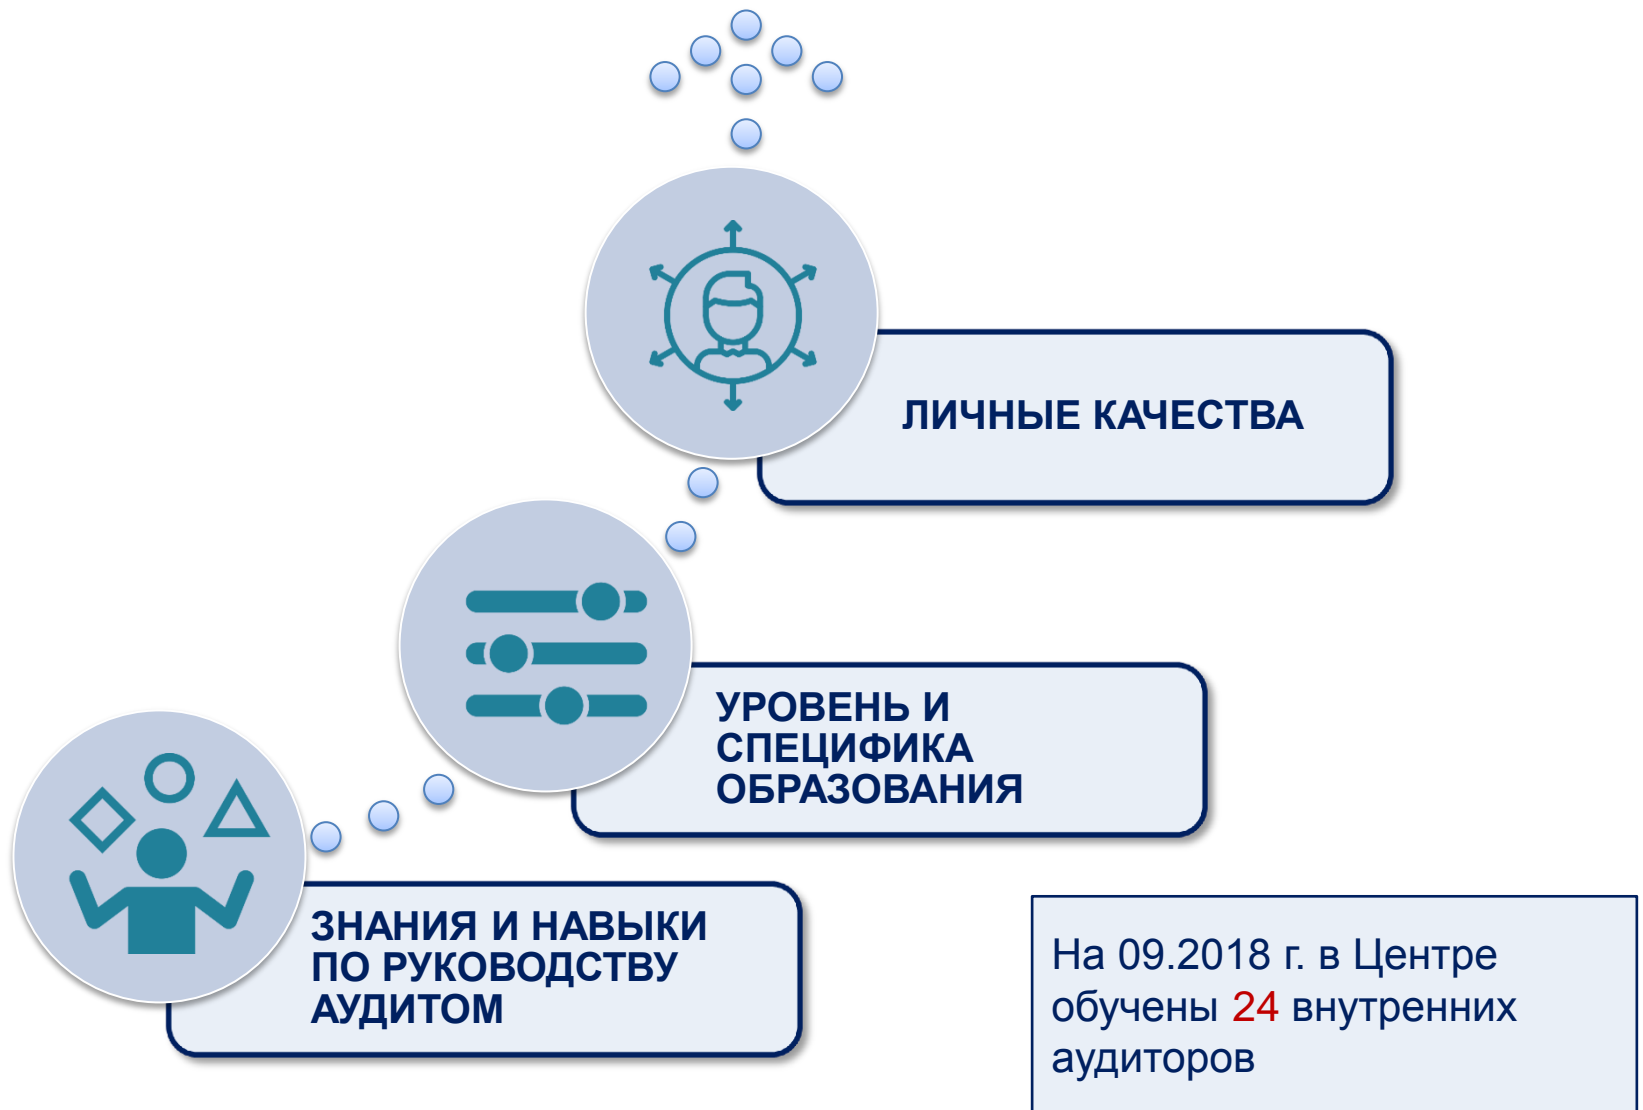 ЛИЧНЫЕ КАЧЕСТВА
УРОВЕНЬ И
СПЕЦИФИКА
ОБРАЗОВАНИЯ
ЗНАНИЯ И НАВЫКИ
ПО РУКОВОДСТВУ
АУДИТОМ
На 09.2018 г. в Центре
обучены 24 внутренних
аудиторов